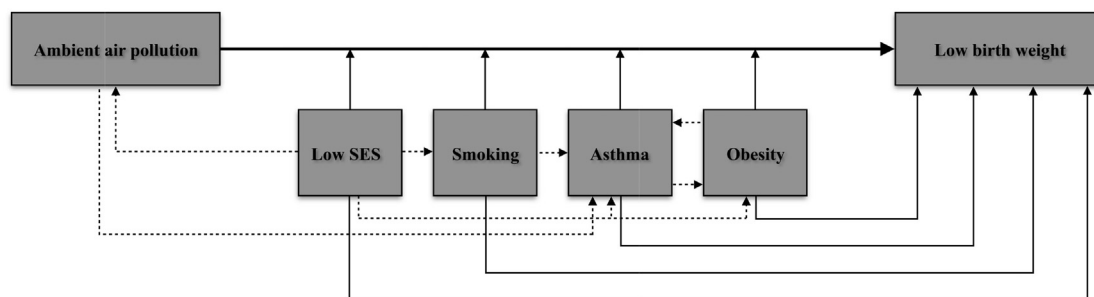 Ambient air pollution
Low birth weight
Low SES
Smoking
Asthma
Obesity